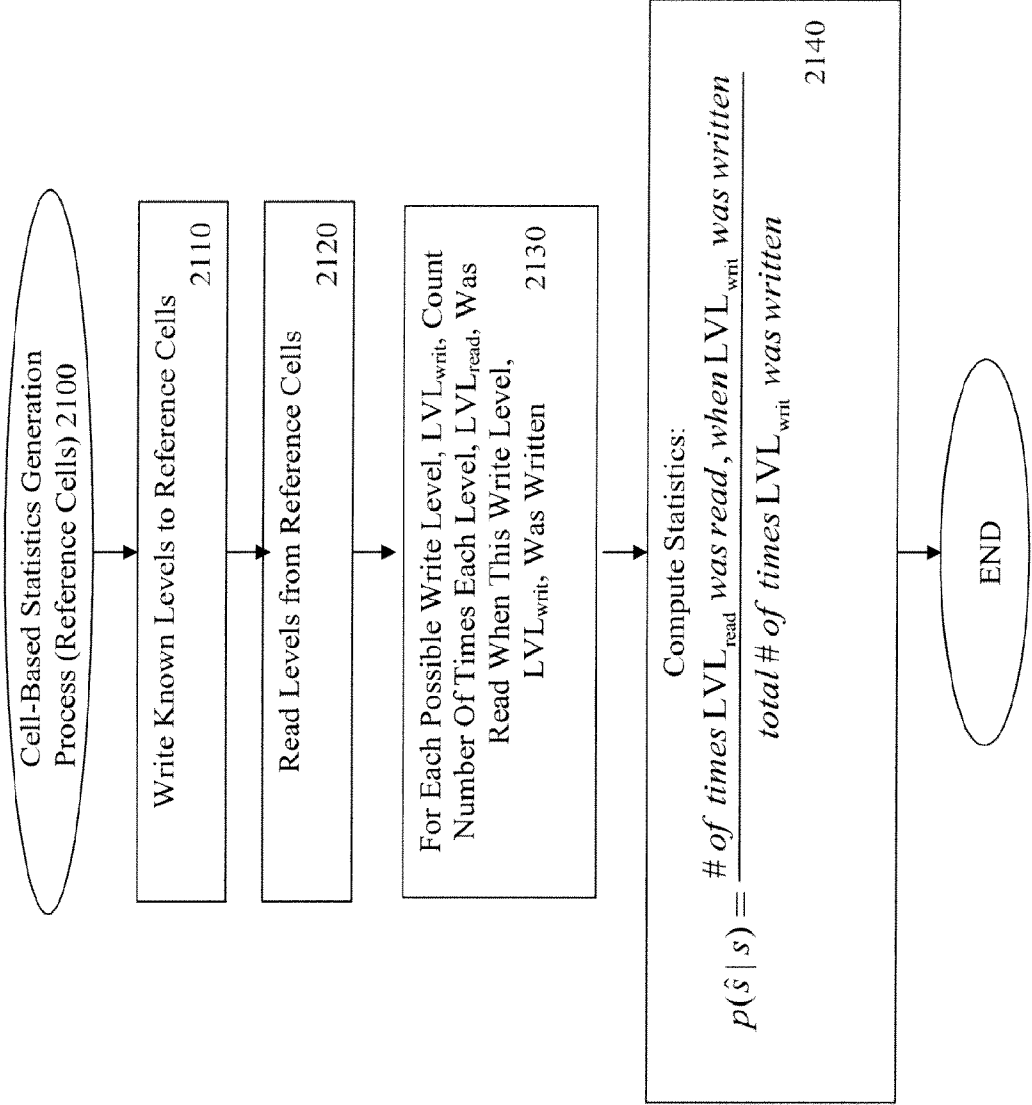 Cell-Based Statistics Generation
Process (Reference Cells) 2100
Write Known Levels to Reference Cells
2110
Read Levels from Reference Cells
2120
For Each Possible Write Level, LVL_writ, Count
Number Of Times Each Level, LVL_read, Was
Read When This Write Level,
LVL_writ, Was Written
2130
Compute Statistics:
p(ŝ | s) = # of times LVL_read was read, when LVL_writ was written
total # of times LVL_writ was written
2140
END